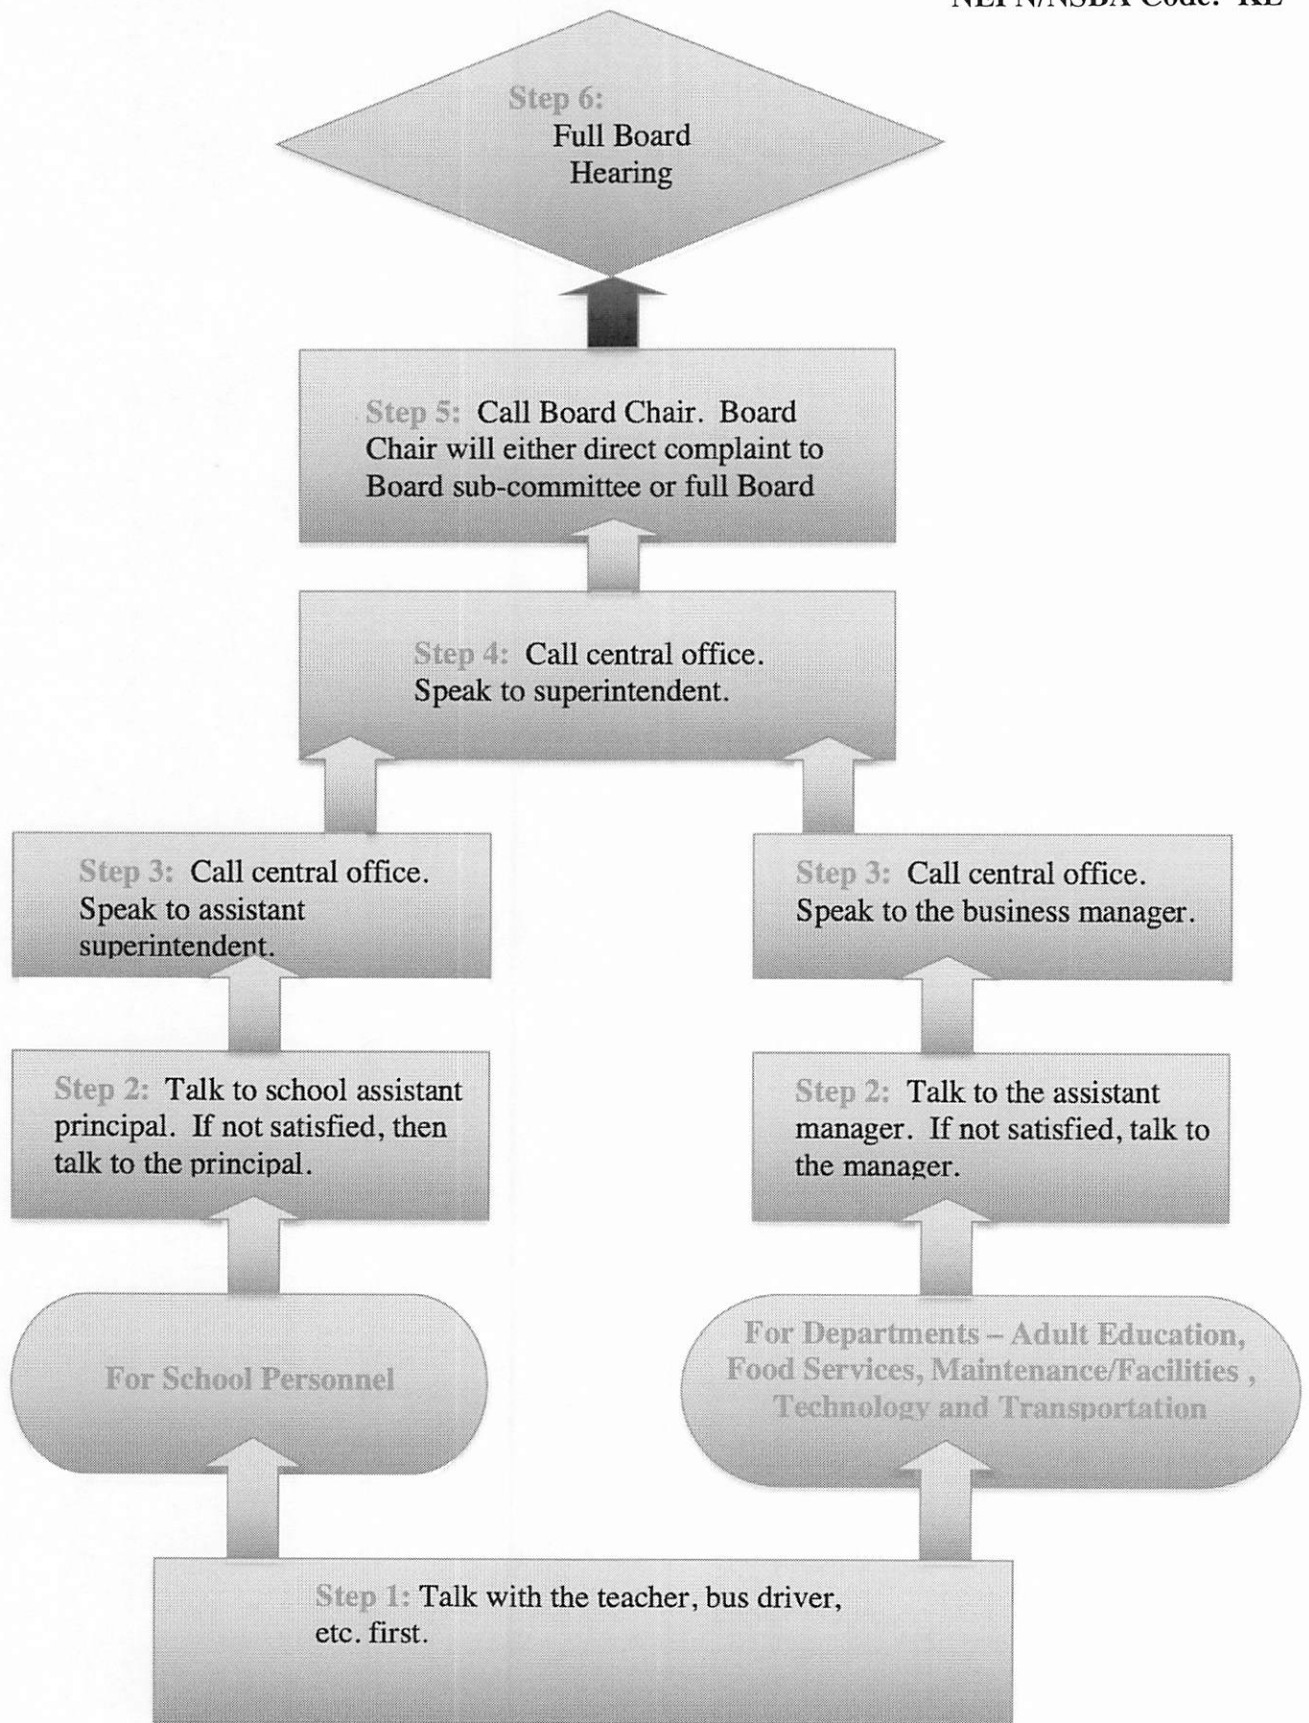 NEPN/NSBA Code: KE
Step 6:
Full Board
Hearing
Step 5: Call Board Chair. Board
Chair will either direct complaint to
Board sub-committee or full Board
Step 4: Call central office.
Speak to superintendent.
Step 3: Call central office.
Speak to assistant
superintendent.
Step 3: Call central office.
Speak to the business manager.
Step 2: Talk to school assistant
principal. If not satisfied, then
talk to the principal.
Step 2: Talk to the assistant
manager. If not satisfied, talk to
the manager.
For School Personnel
For Departments – Adult Education,
Food Services, Maintenance/Facilities ,
Technology and Transportation
Step 1: Talk with the teacher, bus driver,
etc. first.